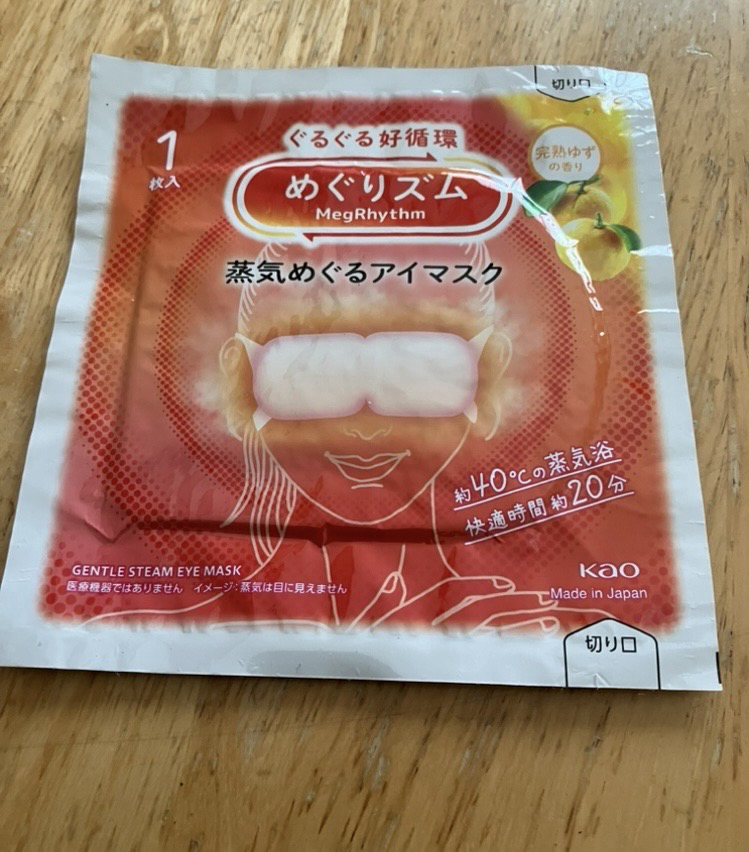 切り口
1
枚入
ぐるぐる好循環
めぐりズム
MegRhythm
完熟ゆず
の香り
蒸気めぐるアイマスク
約40℃の蒸気浴
快適時間 約20分
GENTLE STEAM EYE MASK
医療機器ではありません イメージ:蒸気は目に見えません
Kao
Made in Japan
切り口